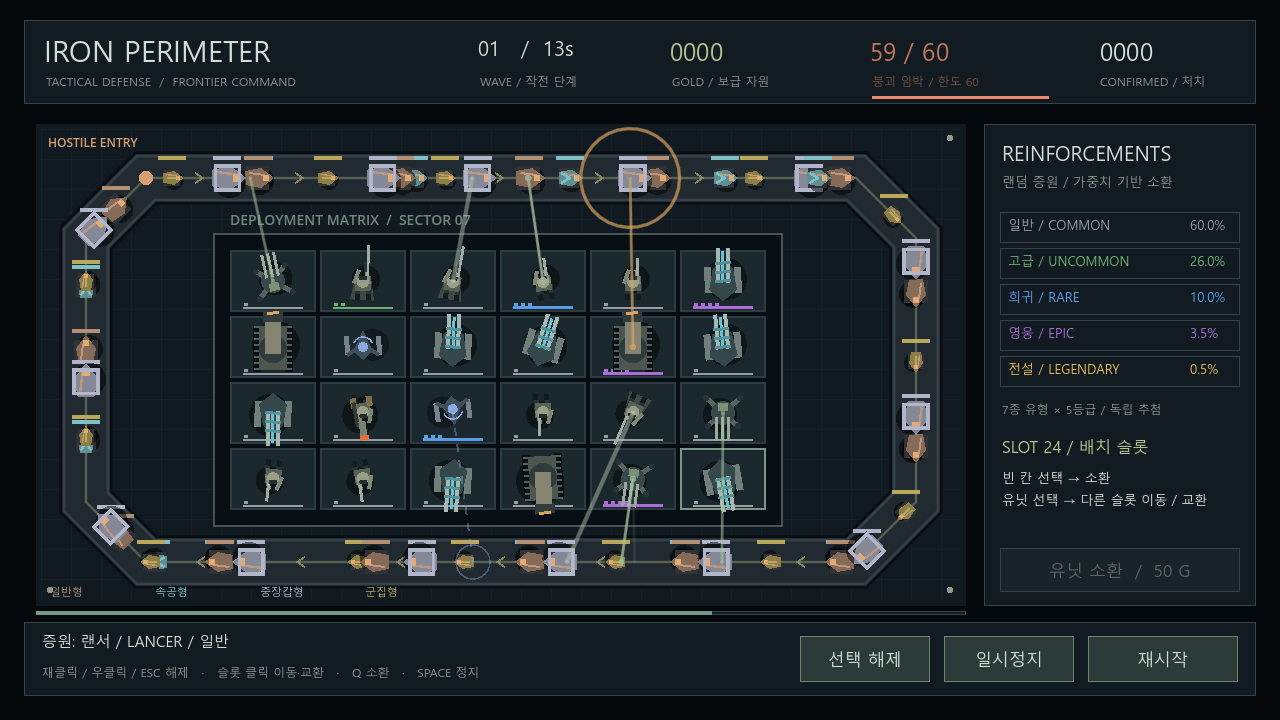 IRON PERIMETER
TACTICAL DEFENSE / FRONTIER COMMAND
01 / 13s
WAVE / 작전 단계
0000
GOLD / 보급 자원
59 / 60
붕괴 임박 / 한도 60
0000
CONFIRMED / 처치
HOSTILE ENTRY
DEPLOYMENT MATRIX / SECTOR 07
일반형
속공형
중장갑형
군집형
REINFORCEMENTS
랜덤 증원 / 가중치 기반 소환
일반 / COMMON 60.0%
고급 / UNCOMMON 26.0%
희귀 / RARE 10.0%
영웅 / EPIC 3.5%
전설 / LEGENDARY 0.5%
7종 유형 × 5등급 / 독립 추첨
SLOT 24 / 배치 슬롯
빈 칸 선택 → 소환
유닛 선택 → 다른 슬롯 이동 / 교환
유닛 소환 / 50 G
증원: 랜서 / LANCER / 일반
재클릭 / 우클릭 / ESC 해제 · 슬롯 클릭 이동·교환 · Q 소환 · SPACE 정지
선택 해제
일시정지
재시작